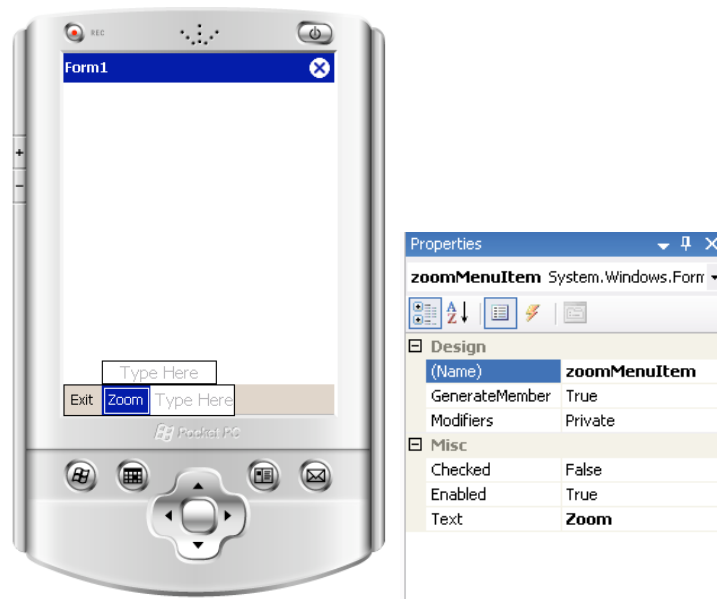 REC
Form1
Type Here
Exit Zoom Type Here
Pocket PC
+
−
Properties
zoomMenuItem System.Windows.Form
A
Z
Design
(Name) zoomMenuItem
GenerateMember True
Modifiers Private
Misc
Checked False
Enabled True
Text Zoom